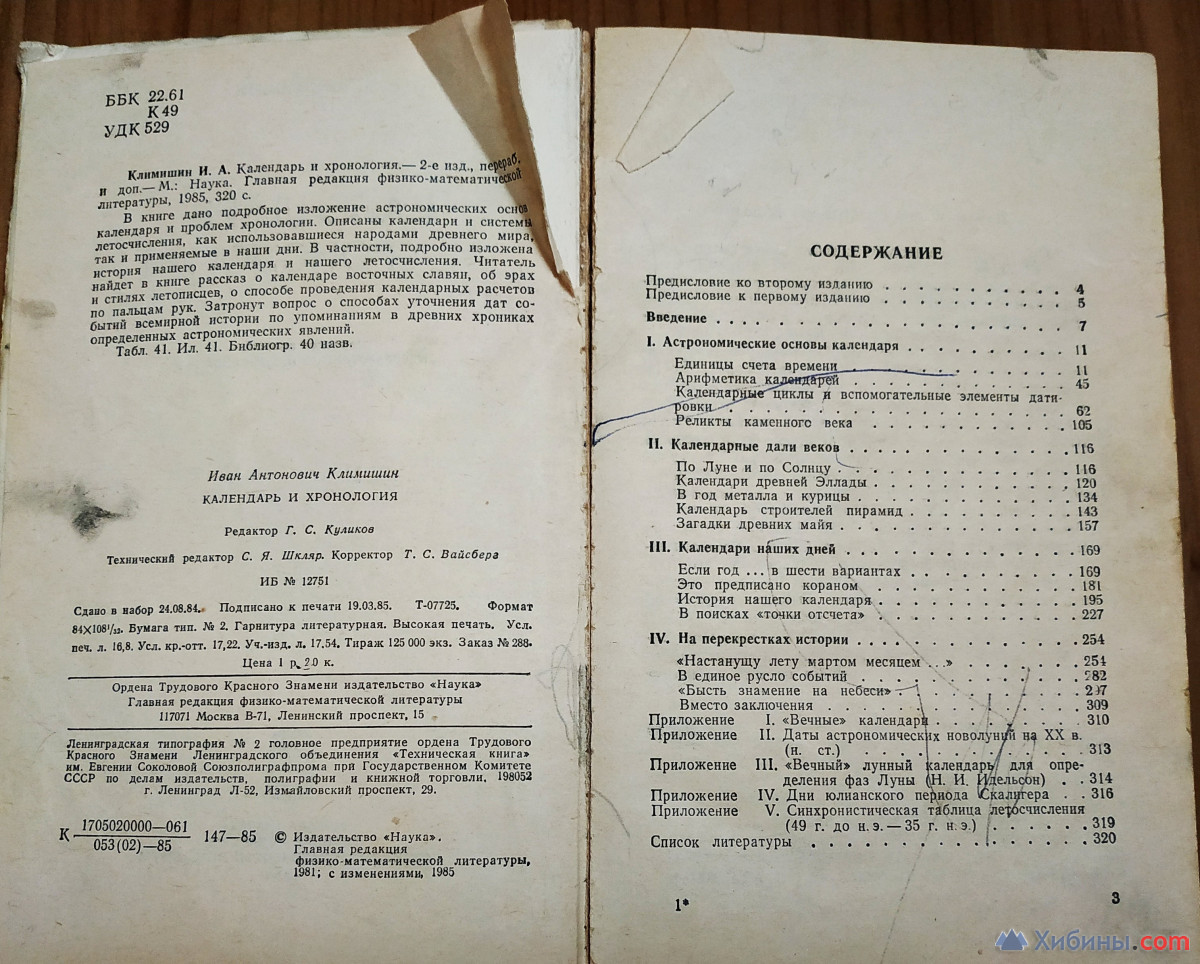 ББК 22.61
К 49
УДК 529
Климишин И. А. Календарь и хронология.— 2-е изд., перераб.
и доп.— М.: Наука. Главная редакция физико-математической
литературы, 1985, 320 с.
В книге дано подробное изложение астрономических основ
календаря и проблем хронологии. Описаны календари и системы
летосчисления, как использовавшиеся народами древнего мира,
так и применяемые в наши дни. В частности, подробно изложена
история нашего календаря и нашего летосчисления. Читатель
найдет в книге рассказ о календаре восточных славян, об эрах
и стилях летописцев, о способе проведения календарных расчетов
по пальцам рук. Затронут вопрос о способах уточнения дат со-
бытий всемирной истории по упоминаниям в древних хрониках
определенных астрономических явлений.
Табл. 41. Ил. 41. Библиогр. 40 назв.
Иван Антонович Климишин
КАЛЕНДАРЬ И ХРОНОЛОГИЯ
Редактор Г. С. Куликов
Технический редактор С. Я. Шкляр. Корректор Т. С. Вайсберг
ИБ № 12751
Сдано в набор 24.08.84. Подписано к печати 19.03.85. Т-07725. Формат
84×108¹/₃₂. Бумага тип. № 2. Гарнитура литературная. Высокая печать. Усл.
печ. л. 16,8. Усл. кр.-отт. 17,22. Уч.-изд. л. 17.54. Тираж 125 000 экз. Заказ № 288.
Цена 1 р. 20 к.
Ордена Трудового Красного Знамени издательство «Наука»
Главная редакция физико-математической литературы
117071 Москва В-71, Ленинский проспект, 15
Ленинградская типография № 2 головное предприятие ордена Трудового
Красного Знамени Ленинградского объединения «Техническая книга»
им. Евгении Соколовой Союзполиграфпрома при Государственном Комитете
СССР по делам издательств, полиграфии и книжной торговли. 198052
г. Ленинград Л-52, Измайловский проспект, 29.
К 1705020000—061
053(02)—85
147—85
© Издательство «Наука».
Главная редакция
физико-математической литературы,
1981; с изменениями, 1985
СОДЕРЖАНИЕ
Предисловие ко второму изданию . . . . . . . . . . 4
Предисловие к первому изданию . . . . . . . . . . 5
Введение . . . . . . . . . . . . . . . . . . 7
I. Астрономические основы календаря . . . . . . . . 11
Единицы счета времени . . . . . . . . . . . 11
Арифметика календарей . . . . . . . . . . . 45
Календарные циклы и вспомогательные элементы дати-
ровки . . . . . . . . . . . . . . . . . 62
Реликты каменного века . . . . . . . . . . . 105
II. Календарные дали веков . . . . . . . . . . . . 116
По Луне и по Солнцу . . . . . . . . . . . . 116
Календари древней Эллады . . . . . . . . . . 120
В год металла и курицы . . . . . . . . . . . 134
Календарь строителей пирамид . . . . . . . . . 143
Загадки древних майя . . . . . . . . . . . . 157
III. Календари наших дней . . . . . . . . . . . . 169
Если год ... в шести вариантах . . . . . . . . . 169
Это предписано кораном . . . . . . . . . . . 181
История нашего календаря . . . . . . . . . . 195
В поисках «точки отсчета» . . . . . . . . . . 227
IV. На перекрестках истории . . . . . . . . . . . 254
«Настанущу лету мартом месяцем ...» . . . . . . . 254
В единое русло событий . . . . . . . . . . . 282
«Бысть знамение на небеси» . . . . . . . . . . 297
Вместо заключения . . . . . . . . . . . . . 309
Приложение I. «Вечные» календари . . . . . . . . 310
Приложение II. Даты астрономических новолуний на XX в.
(н. ст.) . . . . . . . . . . . . . 313
Приложение III. «Вечный» лунный календарь для опре-
деления фаз Луны (Н. И. Идельсон) . . 314
Приложение IV. Дни юлианского периода Скалигера . . 316
Приложение V. Синхронистическая таблица летосчисления
(49 г. до н.э.—35 г. н.э.) . . . . . . . 319
Список литературы . . . . . . . . . . . . . . 320
1*
3
Хибины.com